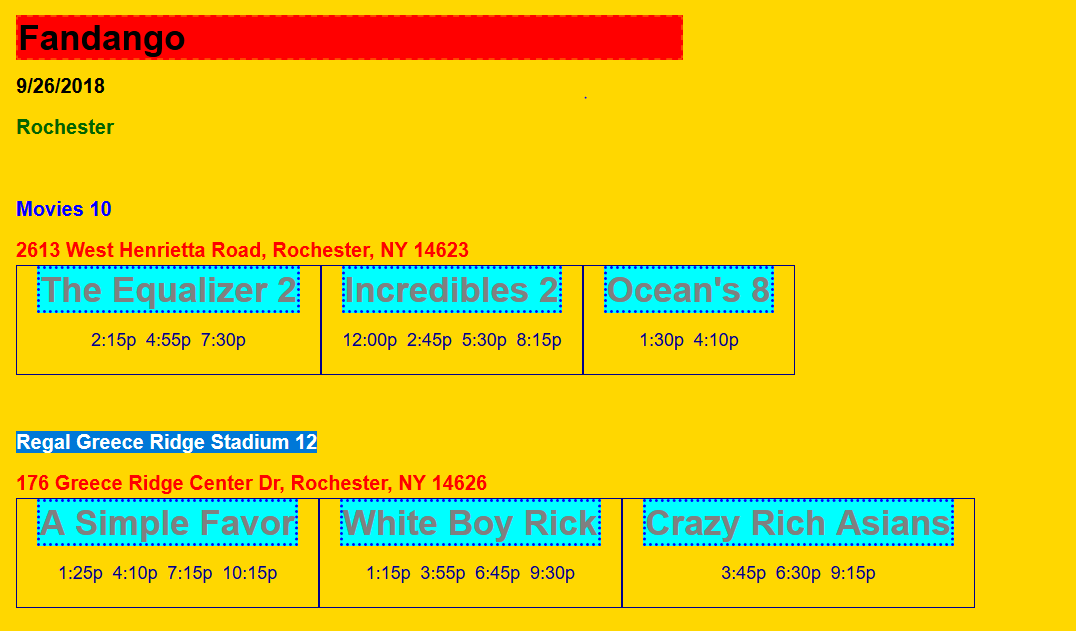 Fandango
9/26/2018
Rochester
Movies 10
2613 West Henrietta Road, Rochester, NY 14623
The Equalizer 2 Incredibles 2 Ocean's 8
2:15p 4:55p 7:30p 12:00p 2:45p 5:30p 8:15p 1:30p 4:10p
Regal Greece Ridge Stadium 12
176 Greece Ridge Center Dr, Rochester, NY 14626
A Simple Favor White Boy Rick Crazy Rich Asians
1:25p 4:10p 7:15p 10:15p 1:15p 3:55p 6:45p 9:30p 3:45p 6:30p 9:15p